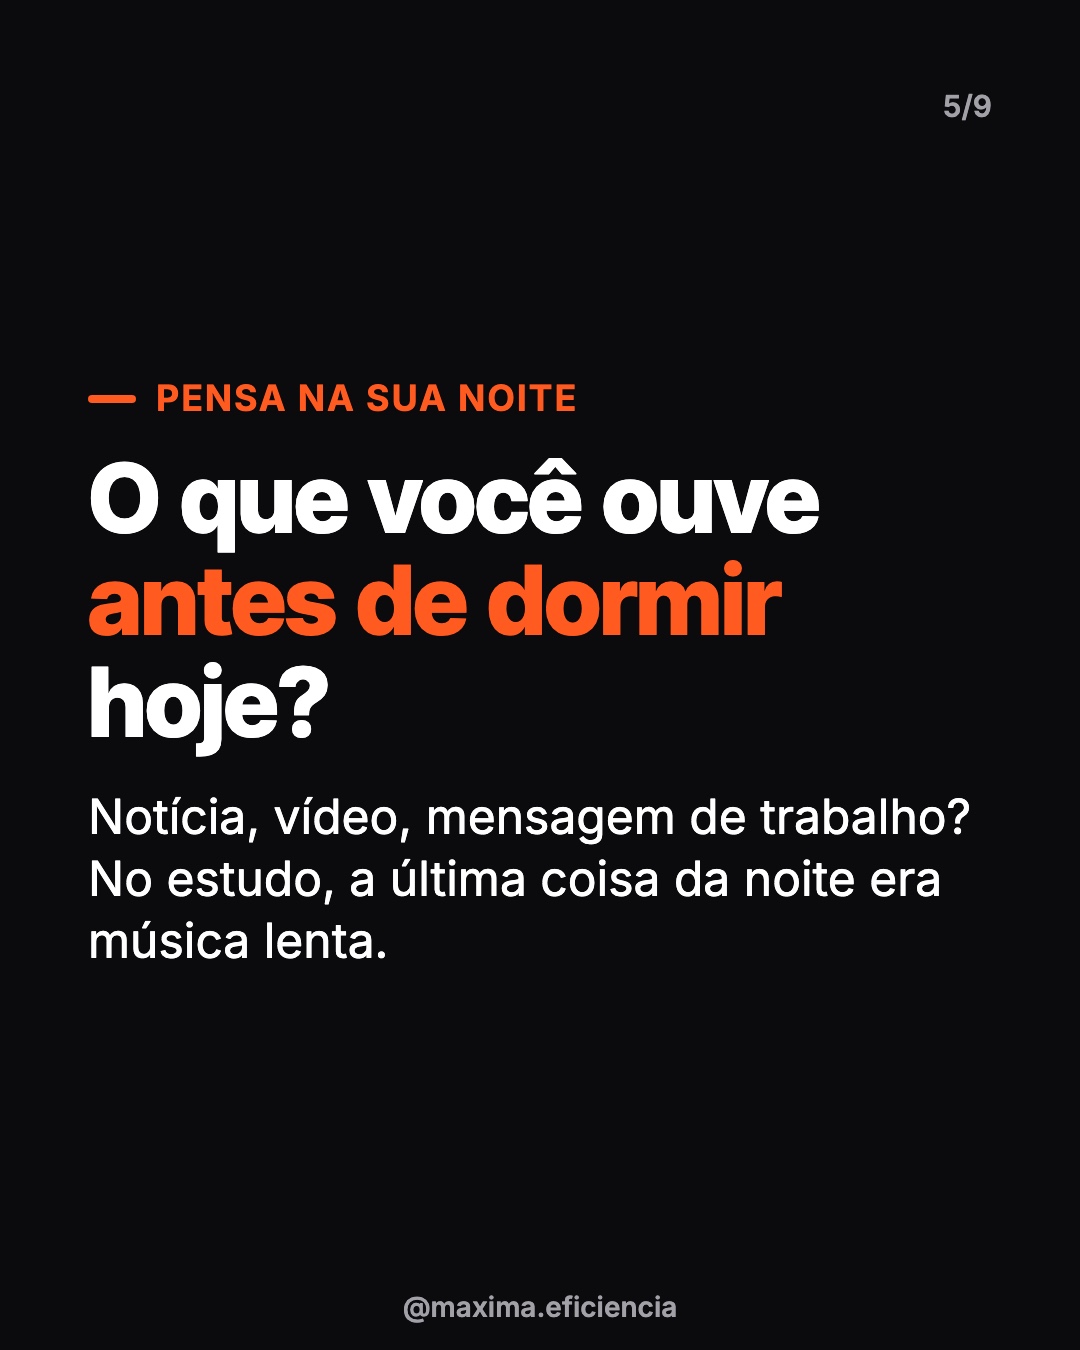 5/9
PENSA NA SUA NOITE
O que você ouve
antes de dormir
hoje?
Notícia, vídeo, mensagem de trabalho?
No estudo, a última coisa da noite era
música lenta.
@maxima.eficiencia